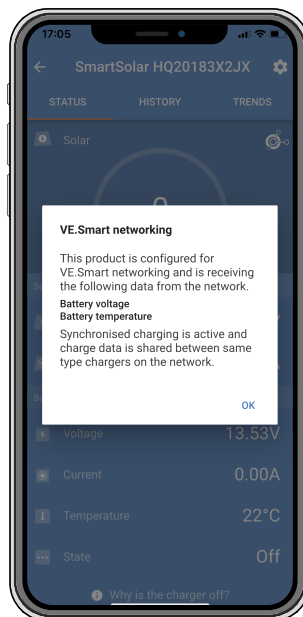 17:05
SmartSolar HQ20183X2JX
STATUS HISTORY TRENDS
Solar
VE.Smart networking
This product is configured for
VE.Smart networking and is receiving
the following data from the network.
Battery voltage
Battery temperature
Synchronised charging is active and
charge data is shared between same
type chargers on the network.
OK
Voltage 13.53V
Current 0.00A
Temperature 22°C
State Off
Why is the charger off?